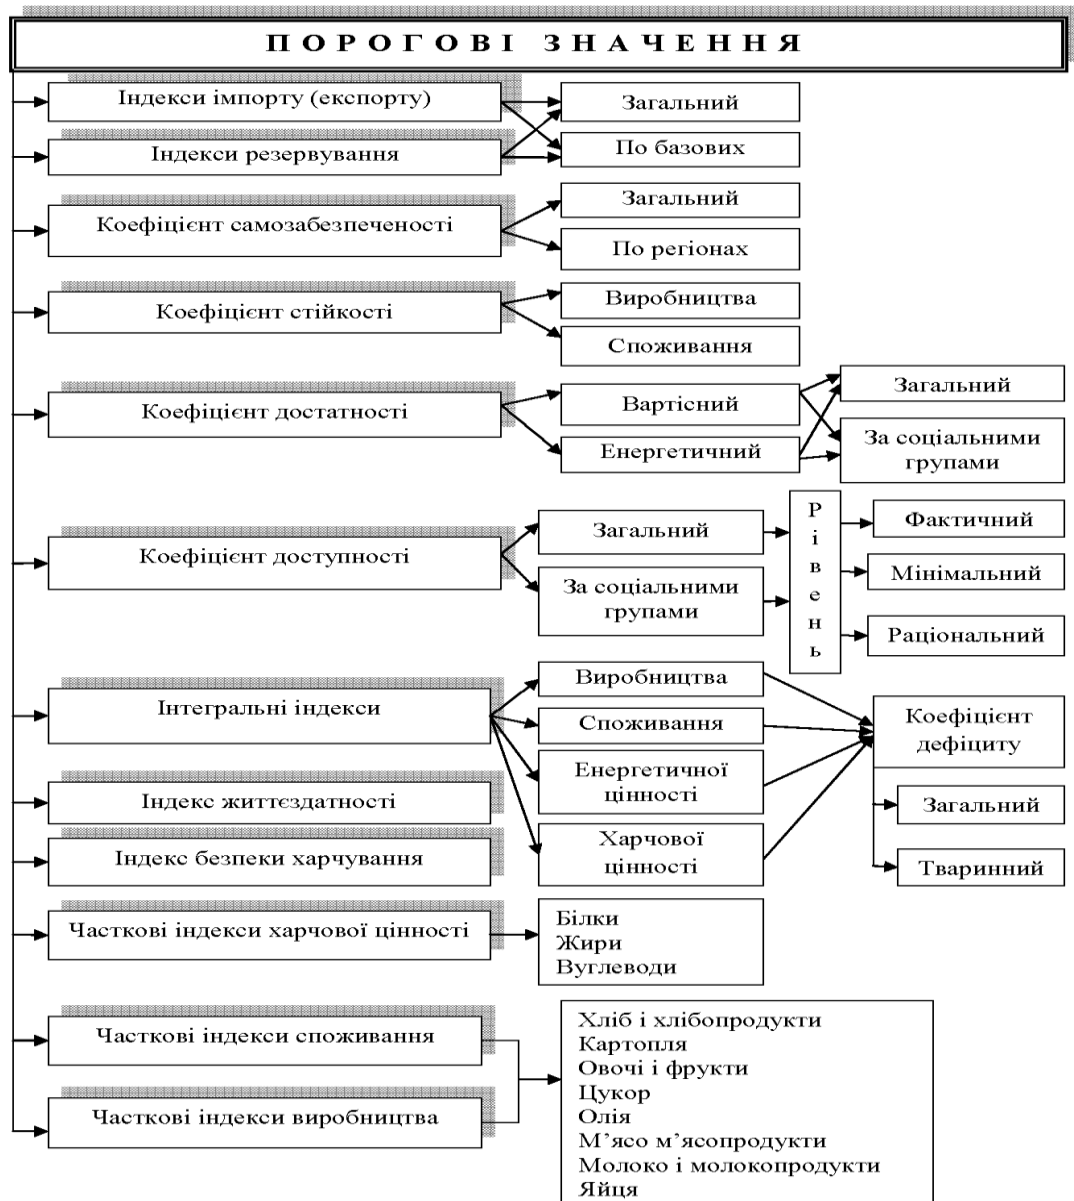 ПОРОГОВІ ЗНАЧЕННЯ
Індекси імпорту (експорту)
Загальний
Індекси резервування
По базових
Коефіцієнт самозабезпеченості
Загальний
По регіонах
Коефіцієнт стійкості
Виробництва
Споживання
Коефіцієнт достатності
Вартісний
Енергетичний
Загальний
За соціальними
групами
Коефіцієнт доступності
Загальний
За соціальними
групами
Рівень
Фактичний
Мінімальний
Раціональний
Інтегральні індекси
Виробництва
Споживання
Енергетичної
цінності
Харчової
цінності
Коефіцієнт
дефіциту
Загальний
Тваринний
Індекс життєздатності
Індекс безпеки харчування
Часткові індекси харчової цінності
Білки
Жири
Вуглеводи
Часткові індекси споживання
Часткові індекси виробництва
Хліб і хлібопродукти
Картопля
Овочі і фрукти
Цукор
Олія
М’ясо м’ясопродукти
Молоко і молокопродукти
Яйця